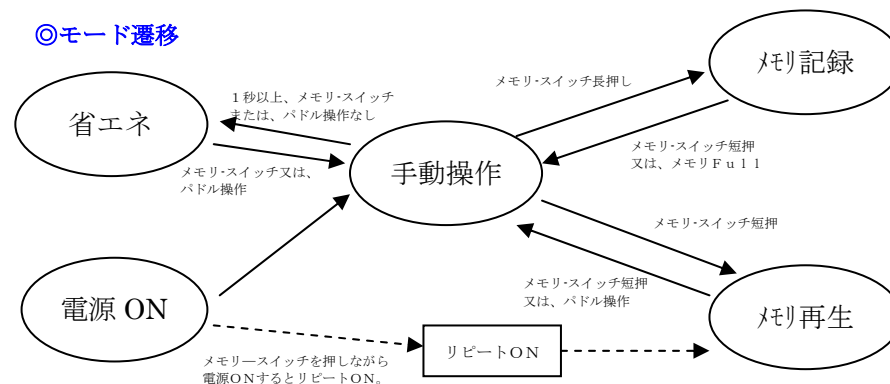 ◎モード遷移
メモリ記録
１秒以上、メモリ･スイッチ
または、パドル操作なし
メモリ･スイッチ長押し
省エネ
手動操作
メモリ･スイッチ短押
又は、メモリＦｕｌｌ
メモリ･スイッチ又は、
パドル操作
メモリ･スイッチ短押
電源 ON
メモリ･スイッチ短押
又は、パドル操作
メモリ再生
リピートＯＮ
メモリ―スイッチを押しながら
電源ＯＮするとリピートＯＮ。